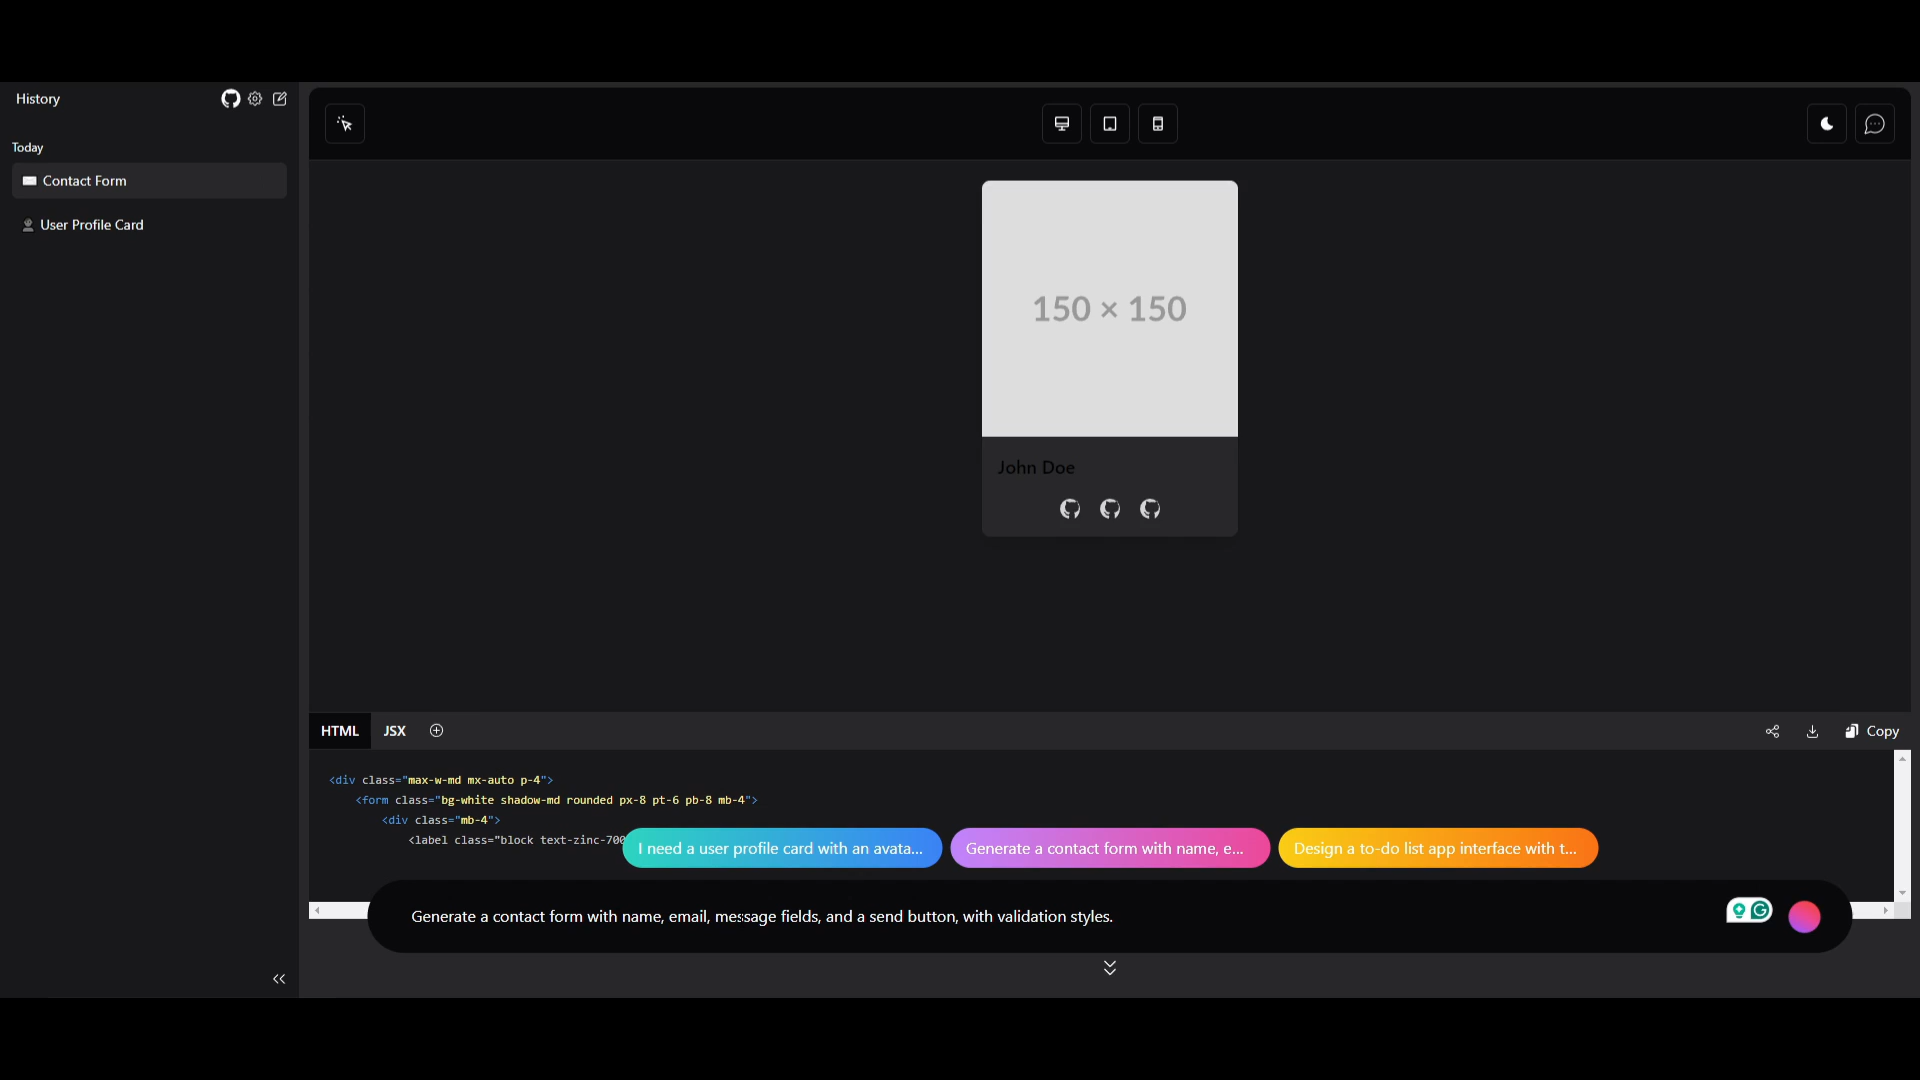 History
Today
Contact Form
User Profile Card
150 × 150
John Doe
HTML JSX Copy
<div class="max-w-md mx-auto p-4">
<form class="bg-white shadow-md rounded px-8 pt-6 pb-8 mb-4">
<div class="mb-4">
<label class="block text-zinc-700
I need a user profile card with an avata...
Generate a contact form with name, e...
Design a to-do list app interface with t...
Generate a contact form with name, email, message fields, and a send button, with validation styles.